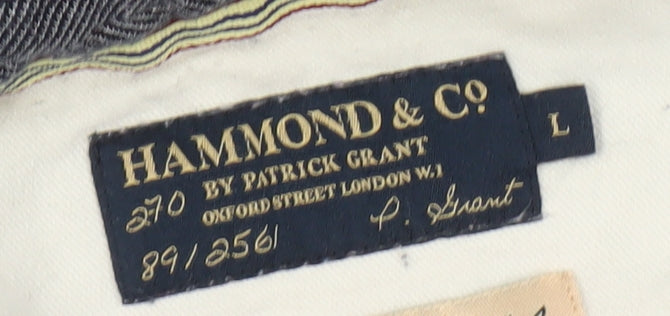 HAMMOND & Cº
BY PATRICK GRANT
OXFORD STREET LONDON W.1
270
89/2561
P. Grant
L